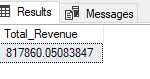 Results Messages
Total_Revenue
817860.05083847